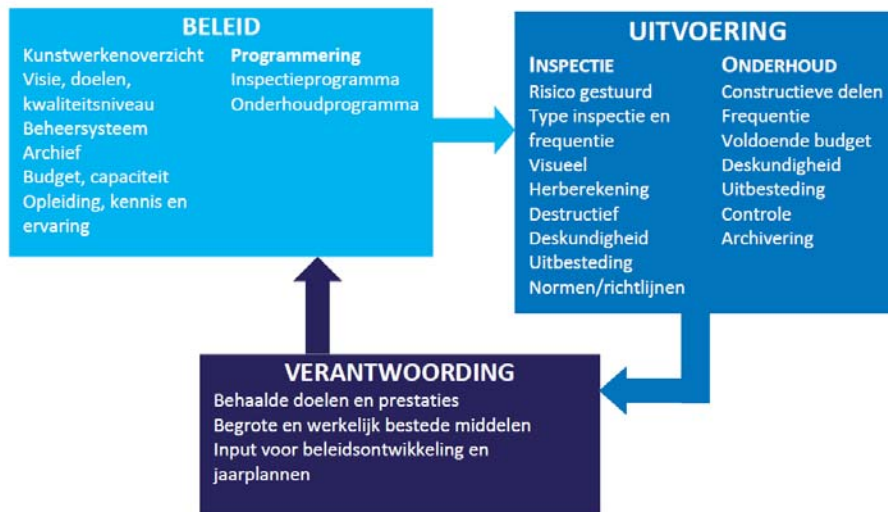 BELEID
Kunstwerkenoverzicht
Visie, doelen,
kwaliteitsniveau
Beheersysteem
Archief
Budget, capaciteit
Opleiding, kennis en
ervaring
Programmering
Inspectieprogramma
Onderhoudprogramma
UITVOERING
INSPECTIE
Risico gestuurd
Type inspectie en
frequentie
Visueel
Herberekening
Destructief
Deskundigheid
Uitbesteding
Normen/richtlijnen
ONDERHOUD
Constructieve delen
Frequentie
Voldoende budget
Deskundigheid
Uitbesteding
Controle
Archivering
VERANTWOORDING
Behaalde doelen en prestaties
Begrote en werkelijk bestede middelen
Input voor beleidsontwikkeling en
jaarplannen